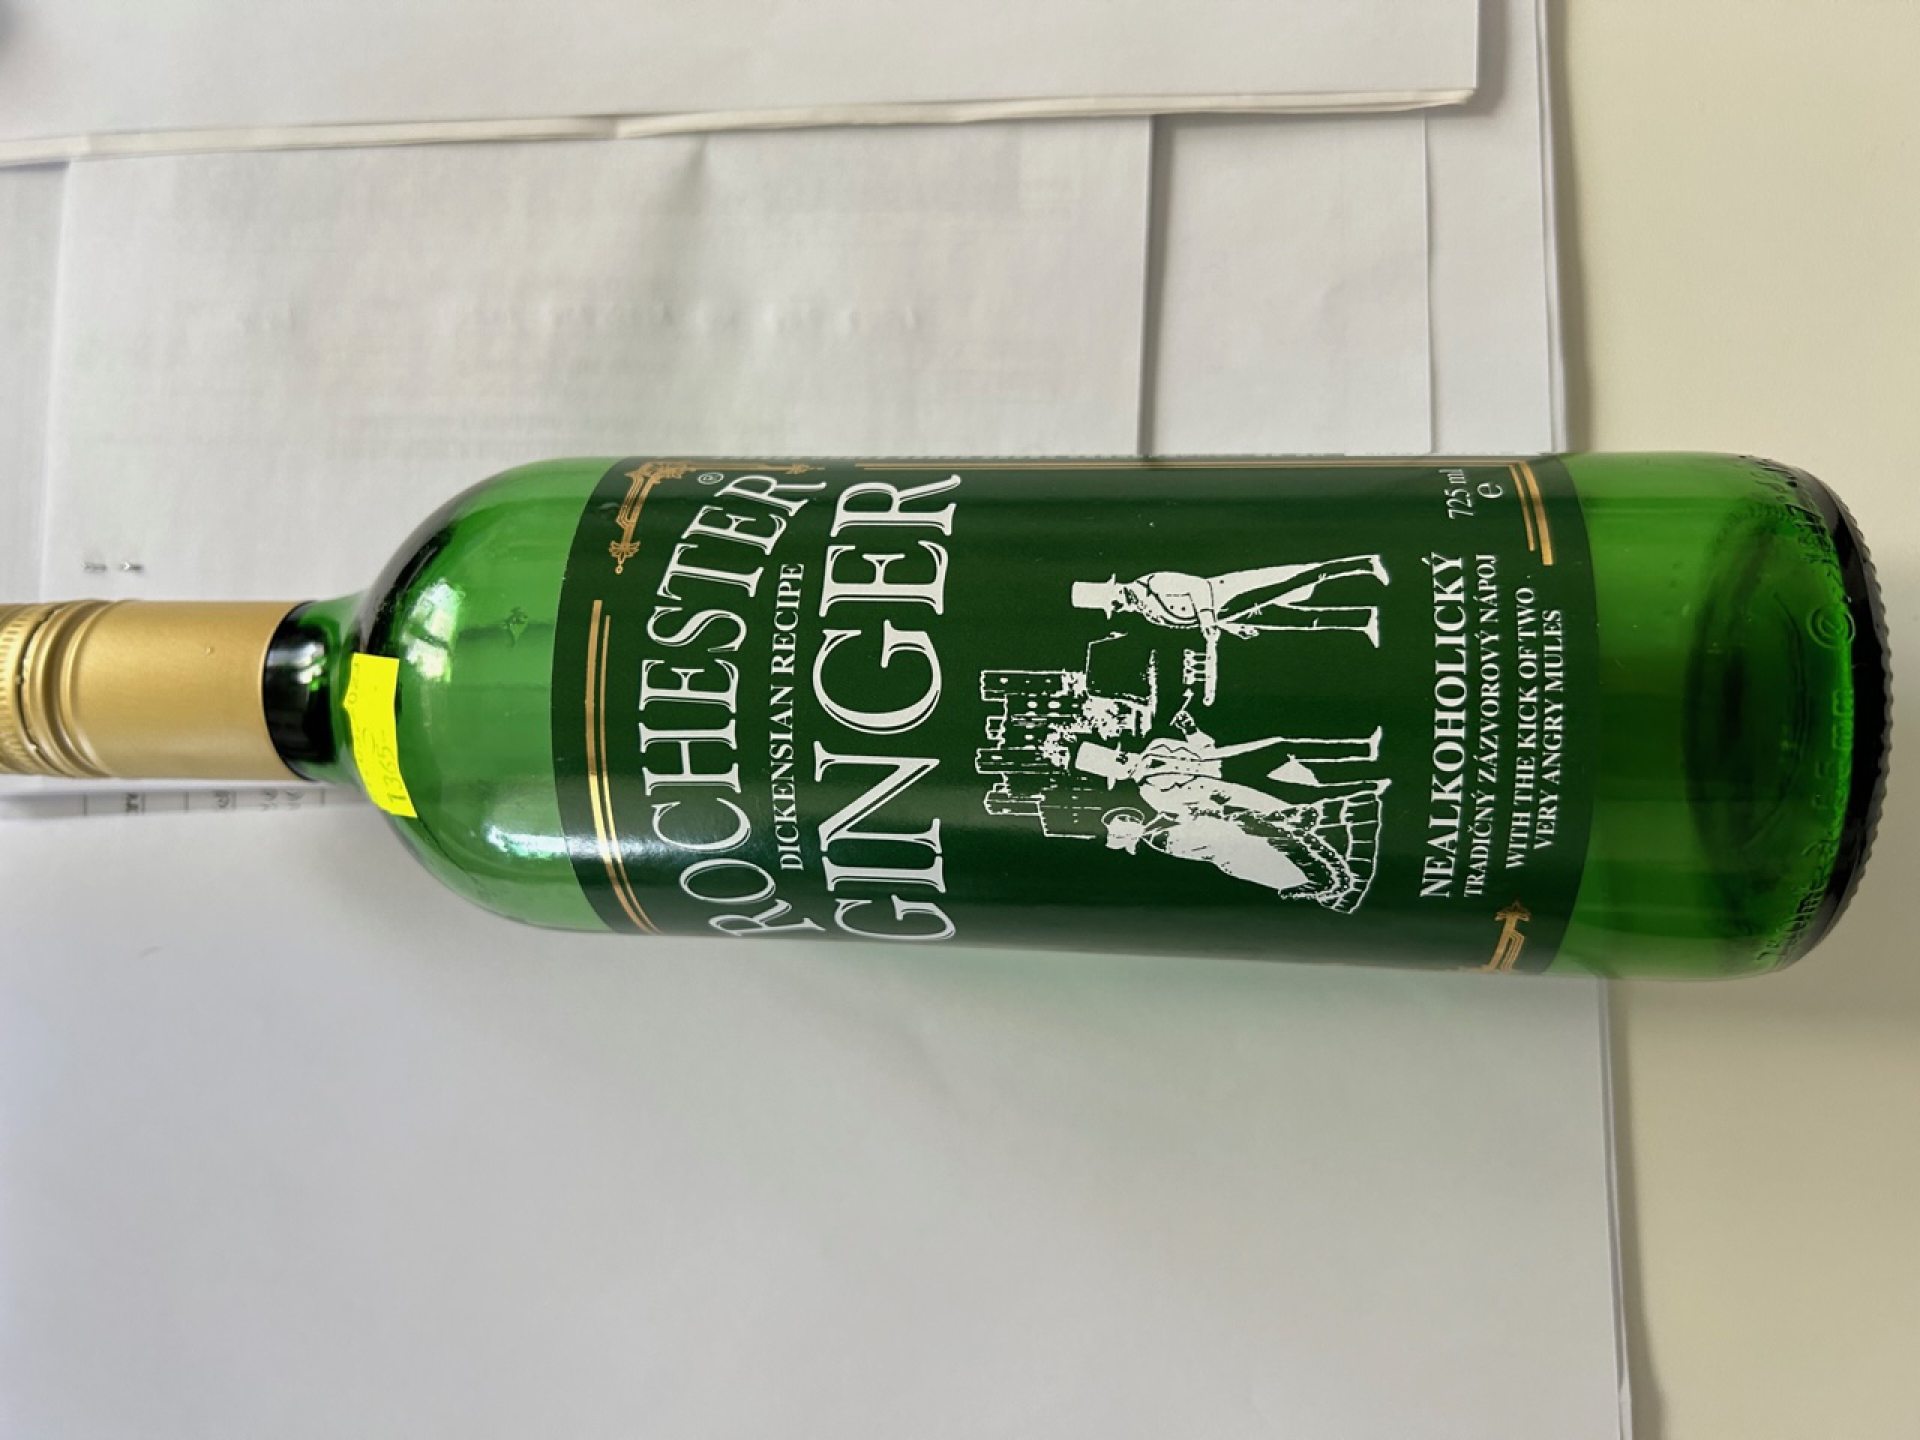 ROCHESTER®
DICKENSIAN RECIPE
GINGER
NEALKOHOLICKÝ
TRADIČNÝ ZÁZVOROVÝ NÁPOJ
WITH THE KICK OF TWO
VERY ANGRY MULES
725 ml
e